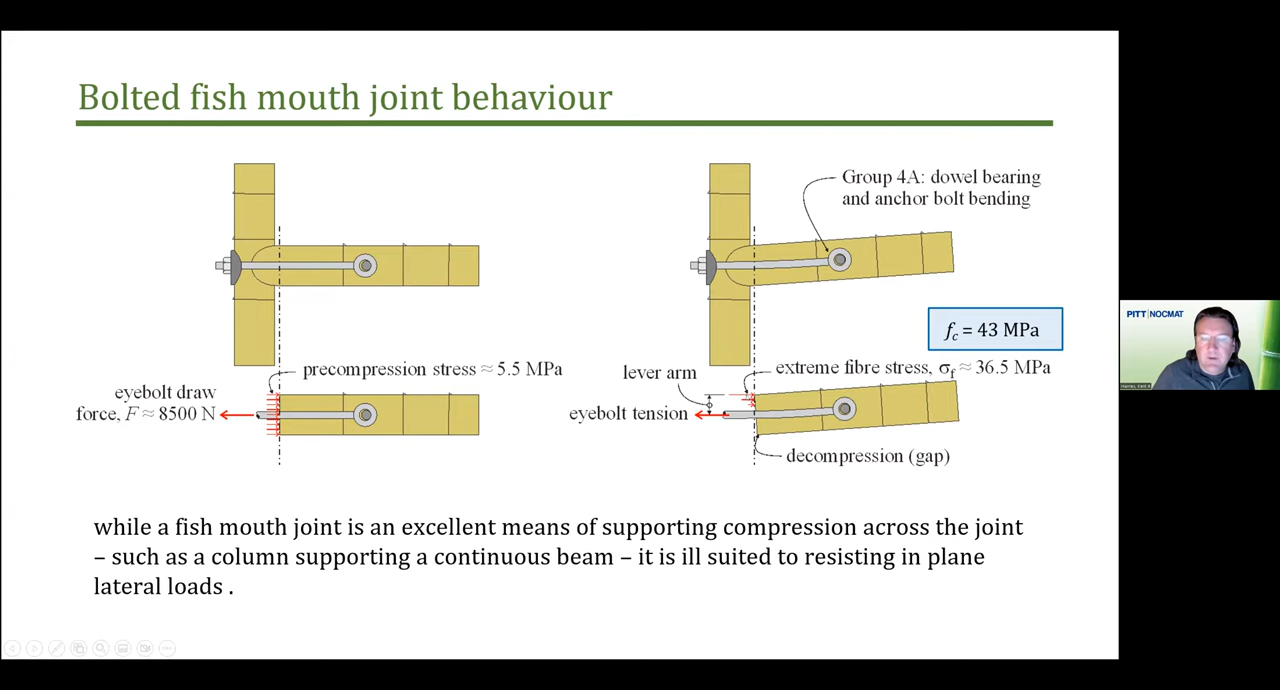 Bolted fish mouth joint behaviour
Group 4A: dowel bearing
and anchor bolt bending
f_c = 43 MPa
precompression stress ≈ 5.5 MPa
eyebolt draw
force, F ≈ 8500 N
lever arm
extreme fibre stress, σ_f ≈ 36.5 MPa
eyebolt tension
decompression (gap)
while a fish mouth joint is an excellent means of supporting compression across the joint
– such as a column supporting a continuous beam – it is ill suited to resisting in plane
lateral loads .
PITT | NOCMAT